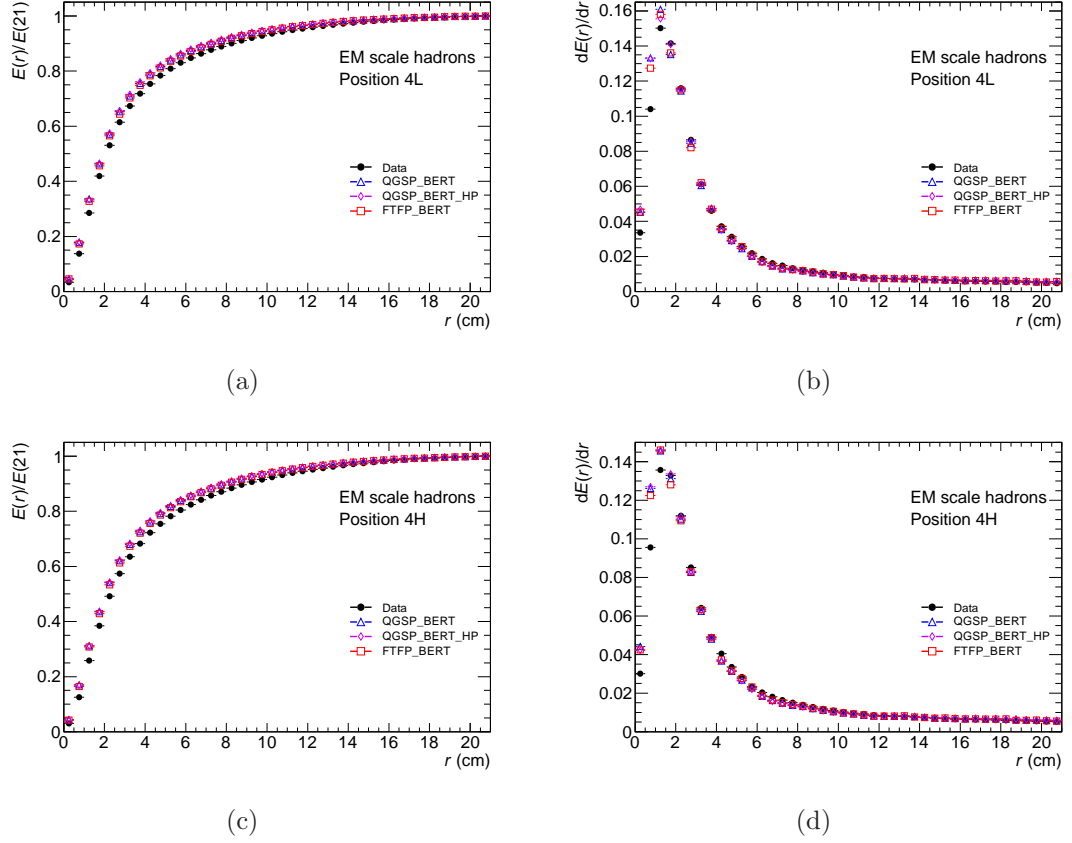 E(r)/E(21)
1
0.8
0.6
0.4
0.2
0
0 2 4 6 8 10 12 14 16 18 20
r (cm)
EM scale hadrons
Position 4L
Data
QGSP_BERT
QGSP_BERT_HP
FTFP_BERT
(a)
dE(r)/dr
0.16
0.14
0.12
0.1
0.08
0.06
0.04
0.02
0
0 2 4 6 8 10 12 14 16 18 20
r (cm)
EM scale hadrons
Position 4L
Data
QGSP_BERT
QGSP_BERT_HP
FTFP_BERT
(b)
E(r)/E(21)
1
0.8
0.6
0.4
0.2
0
0 2 4 6 8 10 12 14 16 18 20
r (cm)
EM scale hadrons
Position 4H
Data
QGSP_BERT
QGSP_BERT_HP
FTFP_BERT
(c)
dE(r)/dr
0.14
0.12
0.1
0.08
0.06
0.04
0.02
0
0 2 4 6 8 10 12 14 16 18 20
r (cm)
EM scale hadrons
Position 4H
Data
QGSP_BERT
QGSP_BERT_HP
FTFP_BERT
(d)